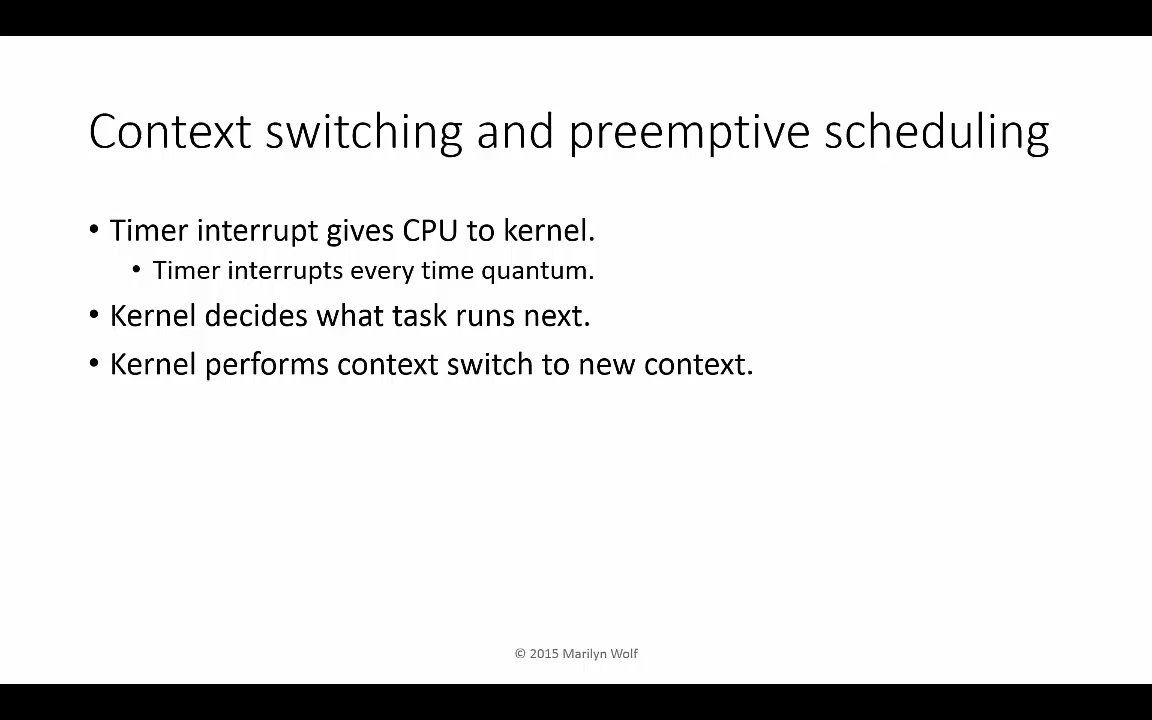 Context switching and preemptive scheduling
• Timer interrupt gives CPU to kernel.
• Timer interrupts every time quantum.
• Kernel decides what task runs next.
• Kernel performs context switch to new context.
© 2015 Marilyn Wolf